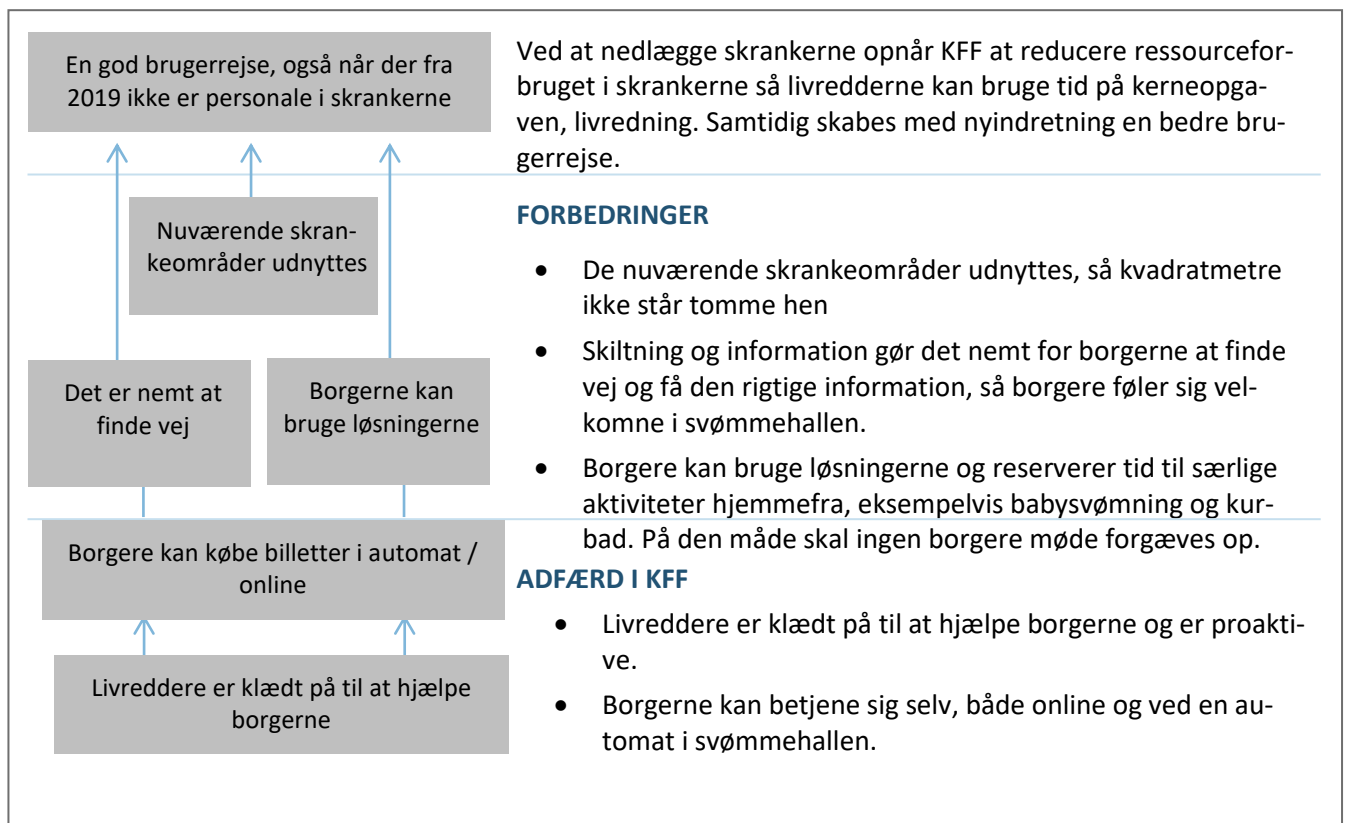 En god brugerrejse, også når der fra
2019 ikke er personale i skrankerne
Nuværende skran-
keområder udnyttes
Det er nemt at
finde vej
Borgerne kan
bruge løsningerne
Borgere kan købe billetter i automat /
online
Livreddere er klædt på til at hjælpe
borgerne
Ved at nedlægge skrankerne opnår KFF at reducere ressourcefor-
bruget i skrankerne så livredderne kan bruge tid på kerneopga-
ven, livredning. Samtidig skabes med nyindretning en bedre bru-
gerrejse.
FORBEDRINGER
• De nuværende skrankeområder udnyttes, så kvadratmetre
ikke står tomme hen
• Skiltning og information gør det nemt for borgerne at finde
vej og få den rigtige information, så borgere føler sig vel-
komne i svømmehallen.
• Borgere kan bruge løsningerne og reserverer tid til særlige
aktiviteter hjemmefra, eksempelvis babysvømning og kur-
bad. På den måde skal ingen borgere møde forgæves op.
ADFÆRD I KFF
• Livreddere er klædt på til at hjælpe borgerne og er proakti-
ve.
• Borgerne kan betjene sig selv, både online og ved en au-
tomat i svømmehallen.